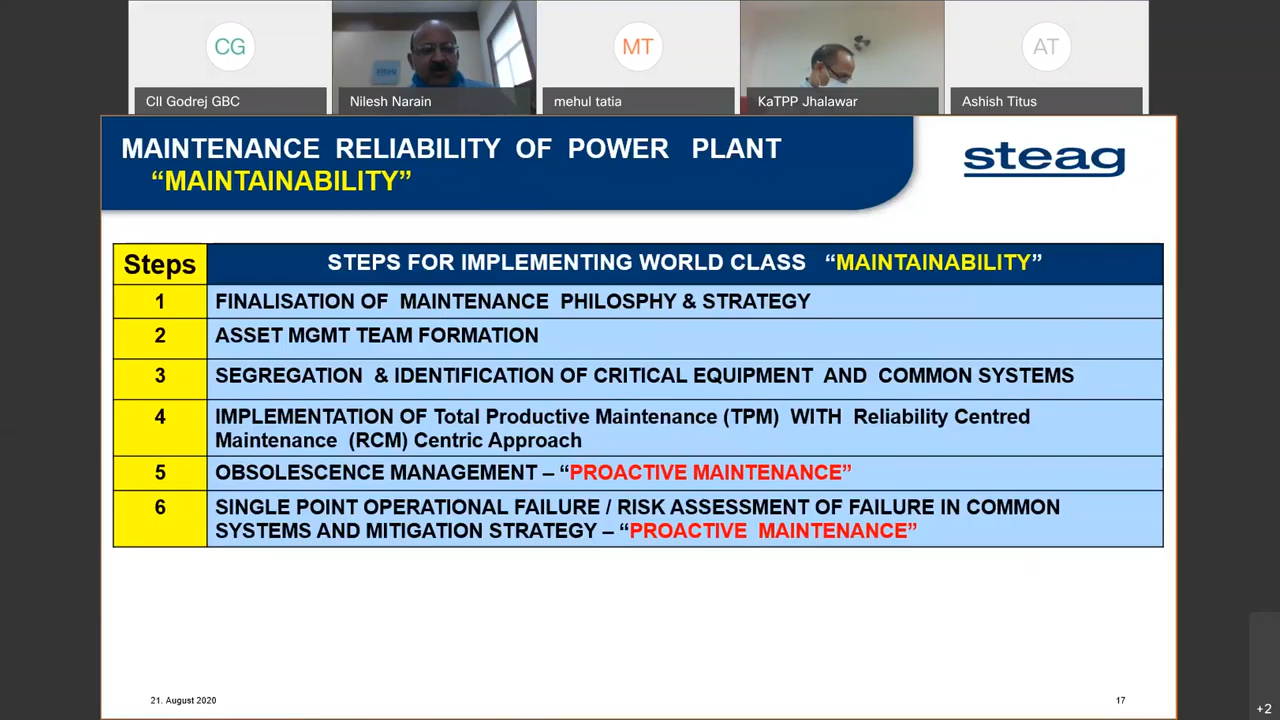 CG
MT
AT
steag
CII Godrej GBC
Nilesh Narain
mehul tatia
KaTPP Jhalawar
Ashish Titus
MAINTENANCE RELIABILITY OF POWER PLANT
“MAINTAINABILITY”
steag
Steps
STEPS FOR IMPLEMENTING WORLD CLASS “MAINTAINABILITY”
1
FINALISATION OF MAINTENANCE PHILOSPHY & STRATEGY
2
ASSET MGMT TEAM FORMATION
3
SEGREGATION & IDENTIFICATION OF CRITICAL EQUIPMENT AND COMMON SYSTEMS
4
IMPLEMENTATION OF Total Productive Maintenance (TPM) WITH Reliability Centred
Maintenance (RCM) Centric Approach
5
OBSOLESCENCE MANAGEMENT – “PROACTIVE MAINTENANCE”
6
SINGLE POINT OPERATIONAL FAILURE / RISK ASSESSMENT OF FAILURE IN COMMON
SYSTEMS AND MITIGATION STRATEGY – “PROACTIVE MAINTENANCE”
21. August 2020
17
+2